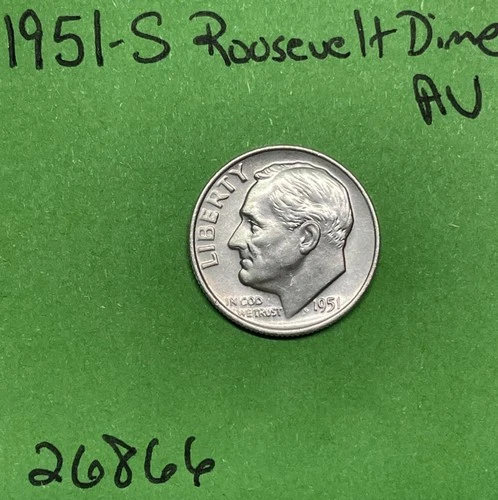 1951-S Roosevelt Dime
AU
LIBERTY
IN GOD
WE TRUST
1951
26866